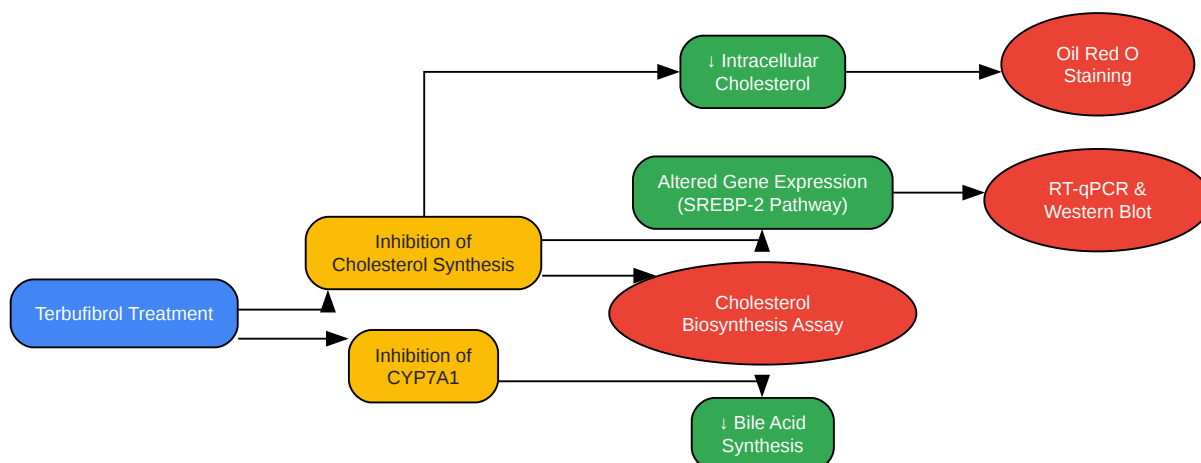 Terbufibrol Treatment
Inhibition of
Cholesterol Synthesis
Inhibition of
CYP7A1
↓ Intracellular
Cholesterol
Altered Gene Expression
(SREBP-2 Pathway)
Cholesterol
Biosynthesis Assay
↓ Bile Acid
Synthesis
Oil Red O
Staining
RT-qPCR &
Western Blot